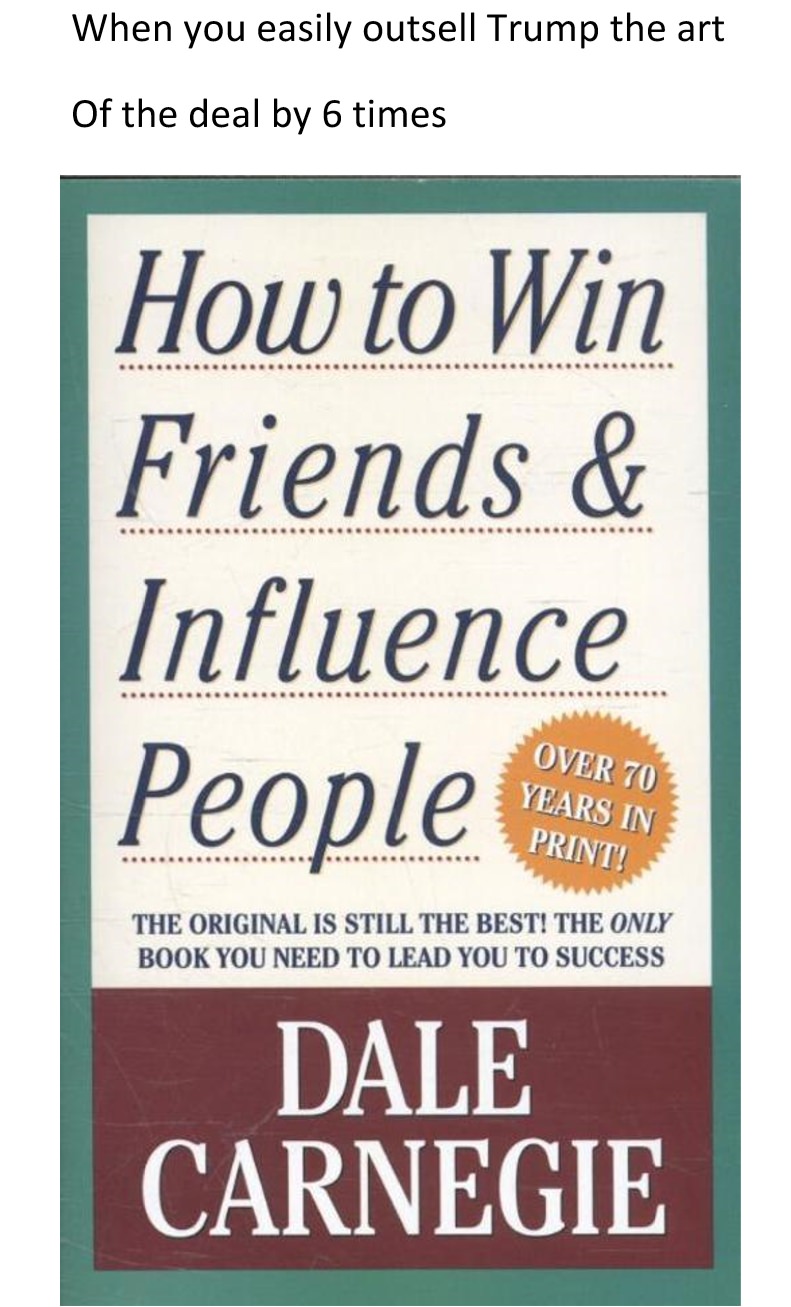 When you easily outsell Trump the art
Of the deal by 6 times
How to Win
Friends &
Influence
People
OVER 70
YEARS IN
PRINT!
THE ORIGINAL IS STILL THE BEST! THE ONLY
BOOK YOU NEED TO LEAD YOU TO SUCCESS
DALE
CARNEGIE